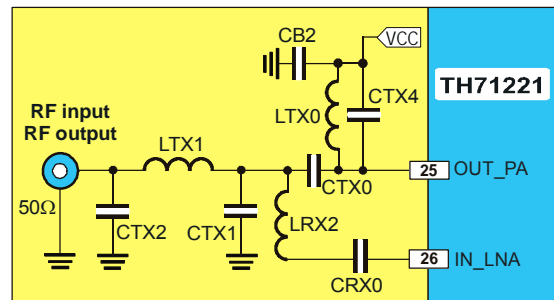 CB2
VCC
TH71221
LTX0
CTX4
RF input
RF output
LTX1
25
OUT_PA
CTX0
50Ω
CTX2
CTX1
LRX2
26
IN_LNA
CRX0